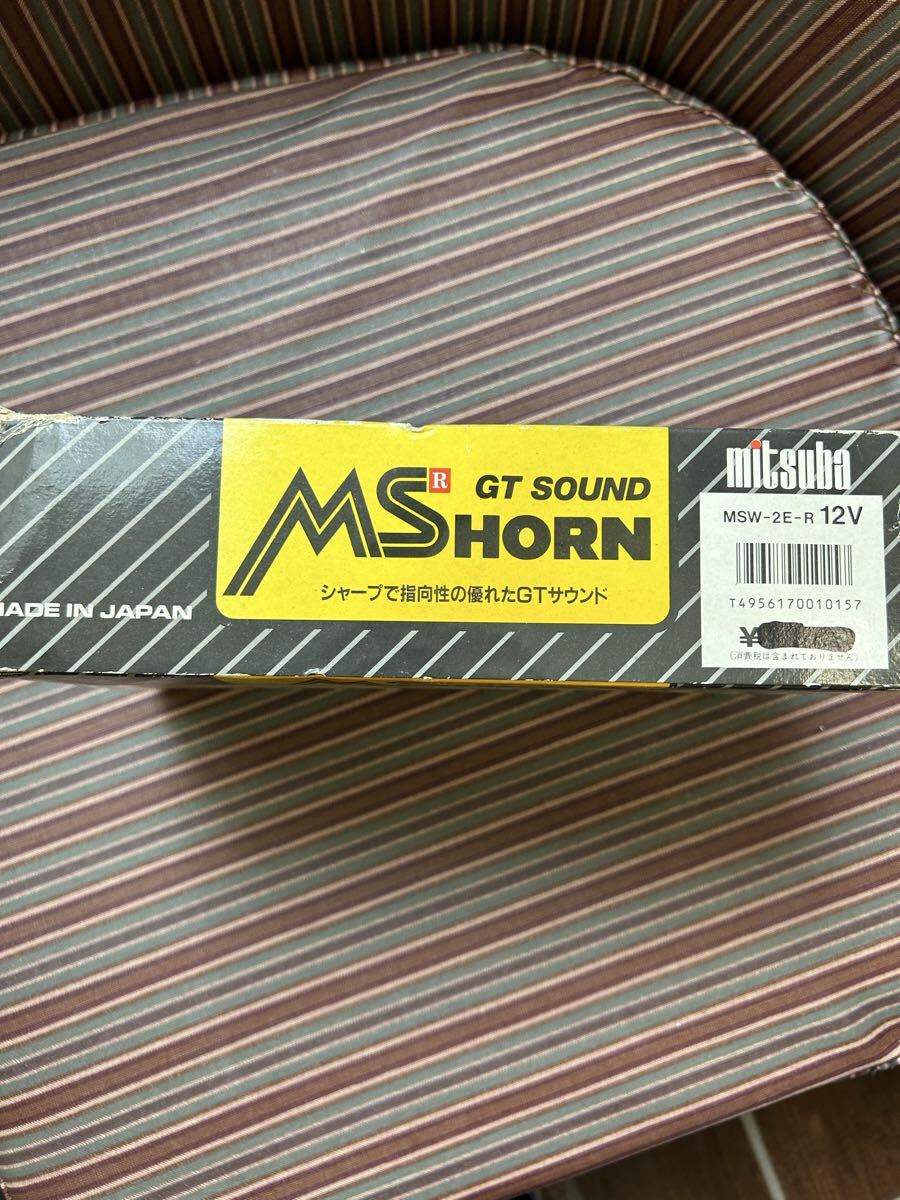 MSR GT SOUND
HORN
シャープで指向性の優れたGTサウンド
MADE IN JAPAN
mitsuba
MSW-2E-R 12V
T4956170010157
¥
(消費税は含まれておりません)